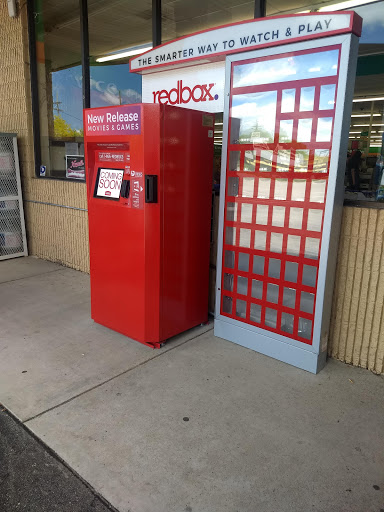 THE SMARTER WAY TO WATCH & PLAY
redbox.
New Release
MOVIES & GAMES
COMING
SOON